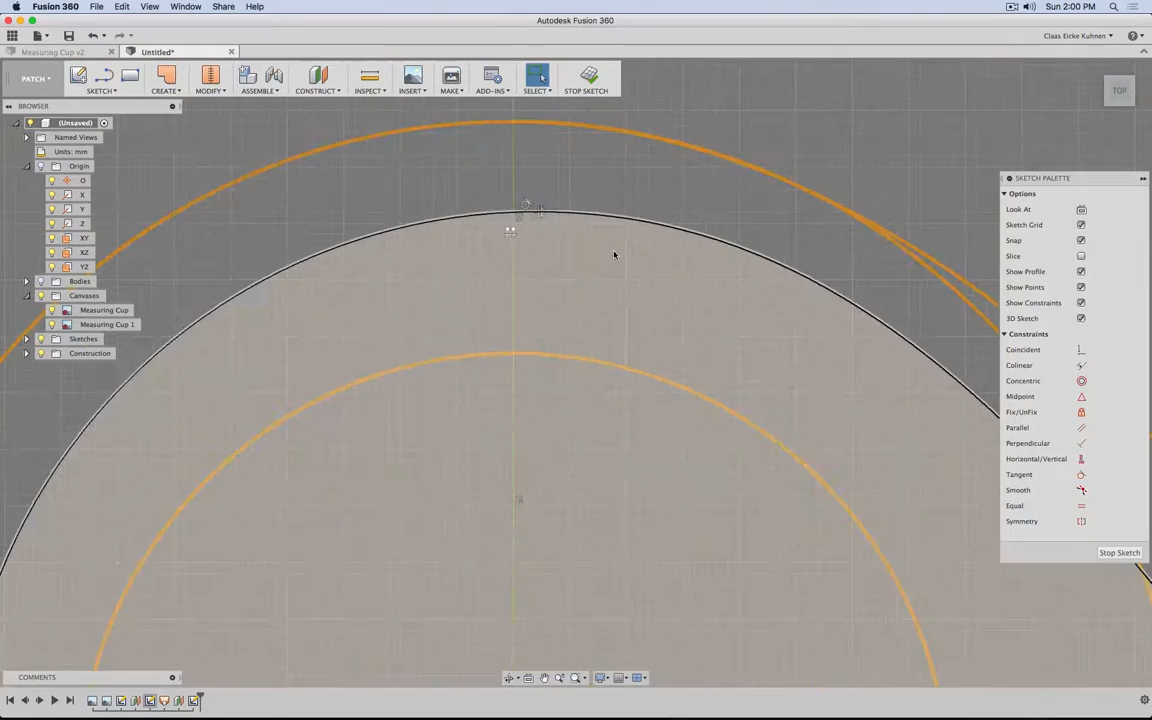 Fusion 360 File Edit View Window Share Help Sun 2:00 PM
Autodesk Fusion 360
Claas Eicke Kuhnen
Measuring Cup v2 Untitled*
PATCH
SKETCH CREATE MODIFY ASSEMBLE CONSTRUCT INSPECT INSERT MAKE ADD-INS SELECT STOP SKETCH
TOP
BROWSER
(Unsaved)
Named Views
Units: mm
Origin
O
X
Y
Z
XY
XZ
YZ
Bodies
Canvases
Measuring Cup
Measuring Cup 1
Sketches
Construction
SKETCH PALETTE
Options
Look At
Sketch Grid
Snap
Slice
Show Profile
Show Points
Show Constraints
3D Sketch
Constraints
Coincident
Colinear
Concentric
Midpoint
Fix/UnFix
Parallel
Perpendicular
Horizontal/Vertical
Tangent
Smooth
Equal
Symmetry
Stop Sketch
COMMENTS